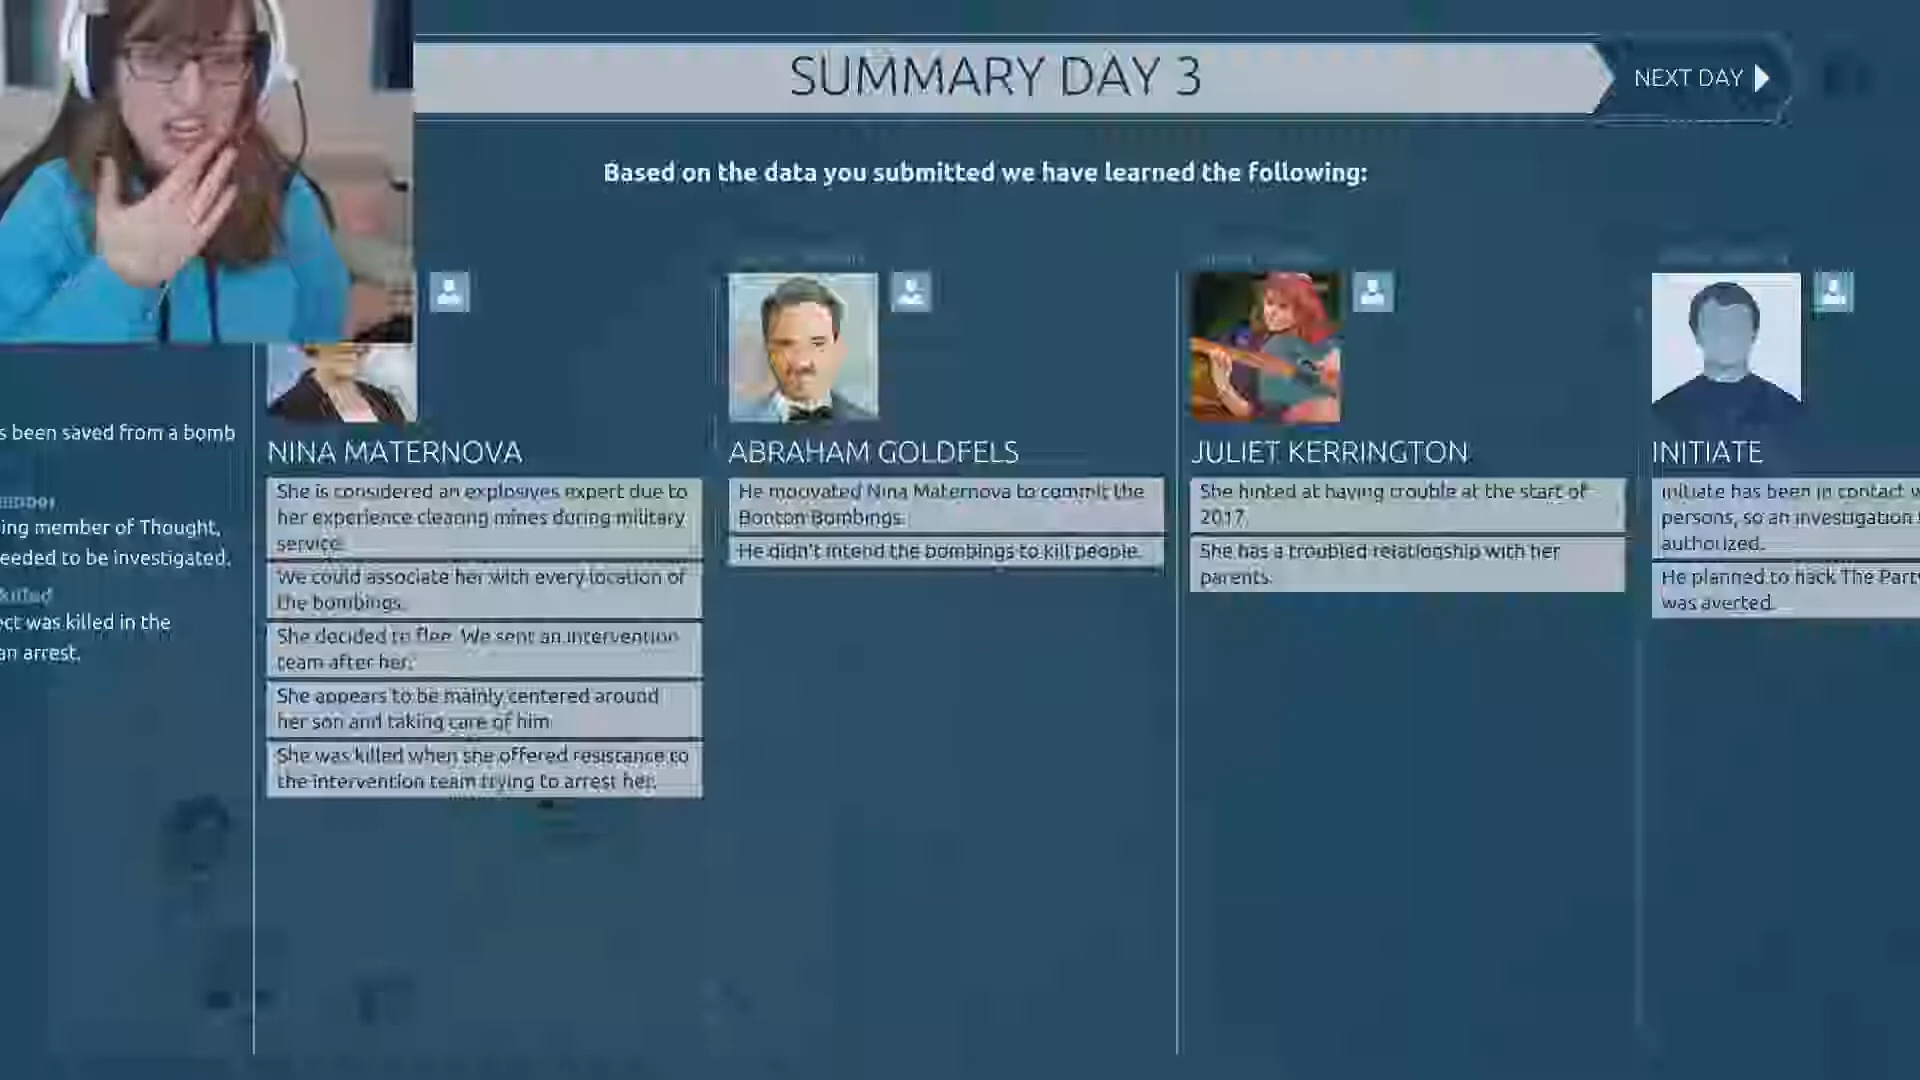 SUMMARY DAY 3
NEXT DAY
Based on the data you submitted we have learned the following:
s been saved from a bomb
ing member of Thought,
eeded to be investigated.
killed
ect was killed in the
an arrest.
NINA MATERNOVA
She is considered an explosives expert due to
her experience clearing mines during military
service.
We could associate her with every location of
the bombings.
She decided to flee. We sent an intervention
team after her.
She appears to be mainly centered around
her son and taking care of him.
She was killed when she offered resistance to
the intervention team trying to arrest her.
ABRAHAM GOLDFELS
He motivated Nina Maternova to commit the
Bonton Bombings.
He didn't intend the bombings to kill people.
JULIET KERRINGTON
She hinted at having trouble at the start of
2017.
She has a troubled relationship with her
parents.
INITIATE
Initiate has been in contact w
persons, so an investigation
authorized.
He planned to hack The Party
was averted.